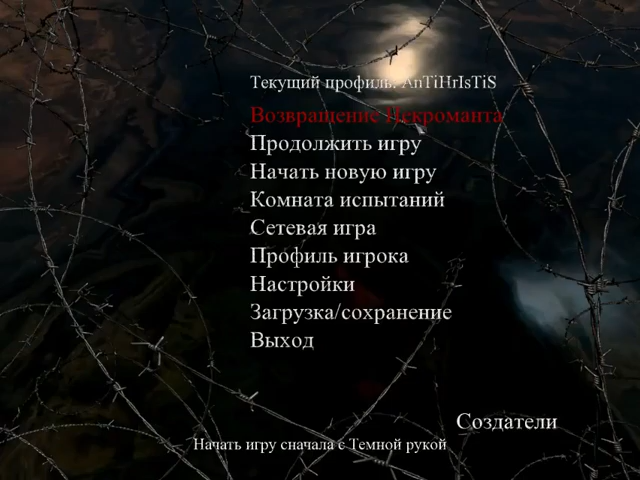 Текущий профиль: AnTiHrIsTiS
Возвращение Некроманта
Продолжить игру
Начать новую игру
Комната испытаний
Сетевая игра
Профиль игрока
Настройки
Загрузка/сохранение
Выход
Создатели
Начать игру сначала с Темной рукой